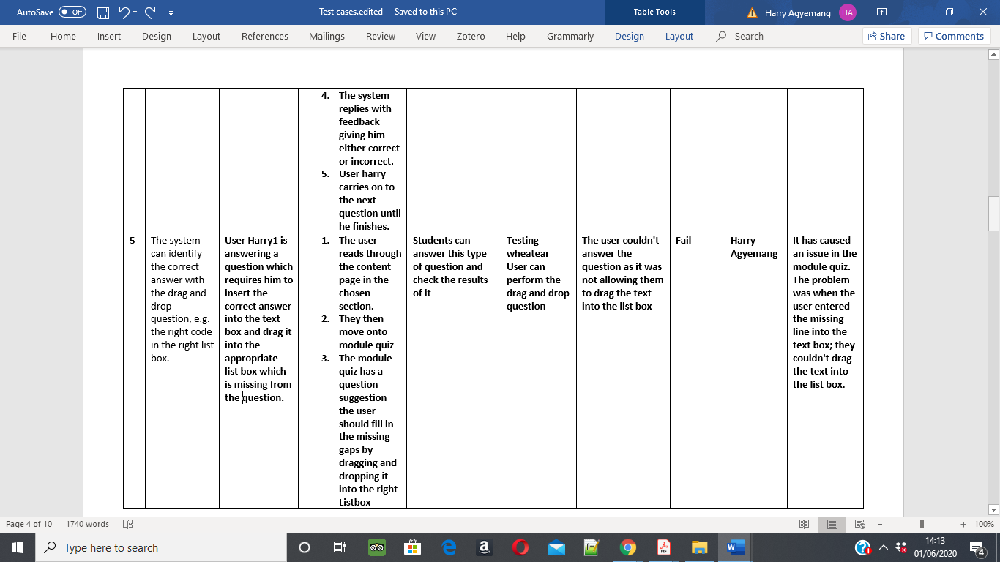 AutoSave Off
Test cases.edited - Saved to this PC
Table Tools
Harry Agyemang
HA
File Home Insert Design Layout References Mailings Review View Zotero Help Grammarly Design Layout Search Share Comments
4. The system
replies with
feedback
giving him
either correct
or incorrect.
5. User harry
carries on to
the next
question until
he finishes.
5
The system
can identify
the correct
answer with
the drag and
drop
question, e.g.
the right code
in the right list
box.
User Harry1 is
answering a
question which
requires him to
insert the
correct answer
into the text
box and drag it
into the
appropriate
list box which
is missing from
the question.
1. The user
reads through
the content
page in the
chosen
section.
2. They then
move onto
module quiz
3. The module
quiz has a
question
suggestion
the user
should fill in
the missing
gaps by
dragging and
dropping it
into the right
Listbox
Students can
answer this type
of question and
check the results
of it
Testing
wheatear
User can
perform the
drag and drop
question
The user couldn't
answer the
question as it was
not allowing them
to drag the text
into the list box
Fail
Harry
Agyemang
It has caused
an issue in the
module quiz.
The problem
was when the
user entered
the missing
line into the
text box; they
couldn't drag
the text into
the list box.
Page 4 of 10 1740 words
100%
Type here to search
14:13
01/06/2020
4